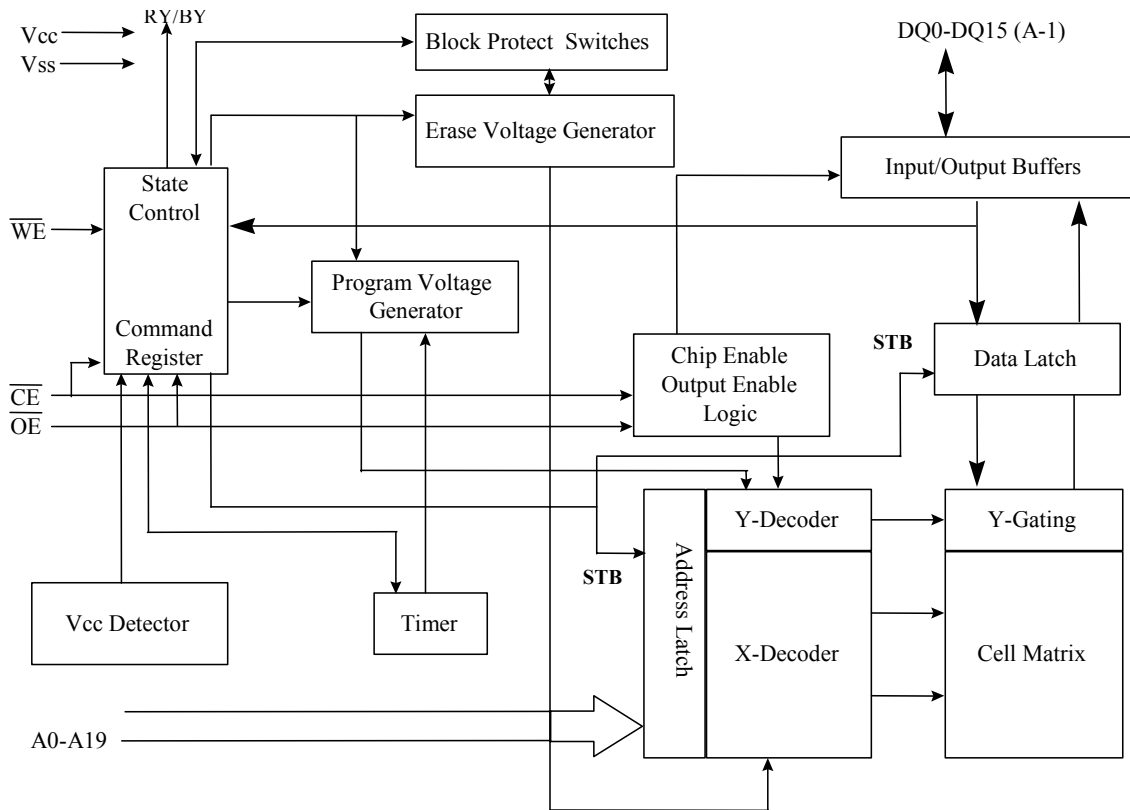 RY/BY
Vcc
Vss
Block Protect Switches
DQ0-DQ15 (A-1)
Erase Voltage Generator
Input/Output Buffers
State
Control
WE
Program Voltage
Generator
Command
Register
STB
Chip Enable
Output Enable
Logic
Data Latch
CE
OE
Y-Decoder
Y-Gating
Address Latch
STB
Vcc Detector
Timer
X-Decoder
Cell Matrix
A0-A19